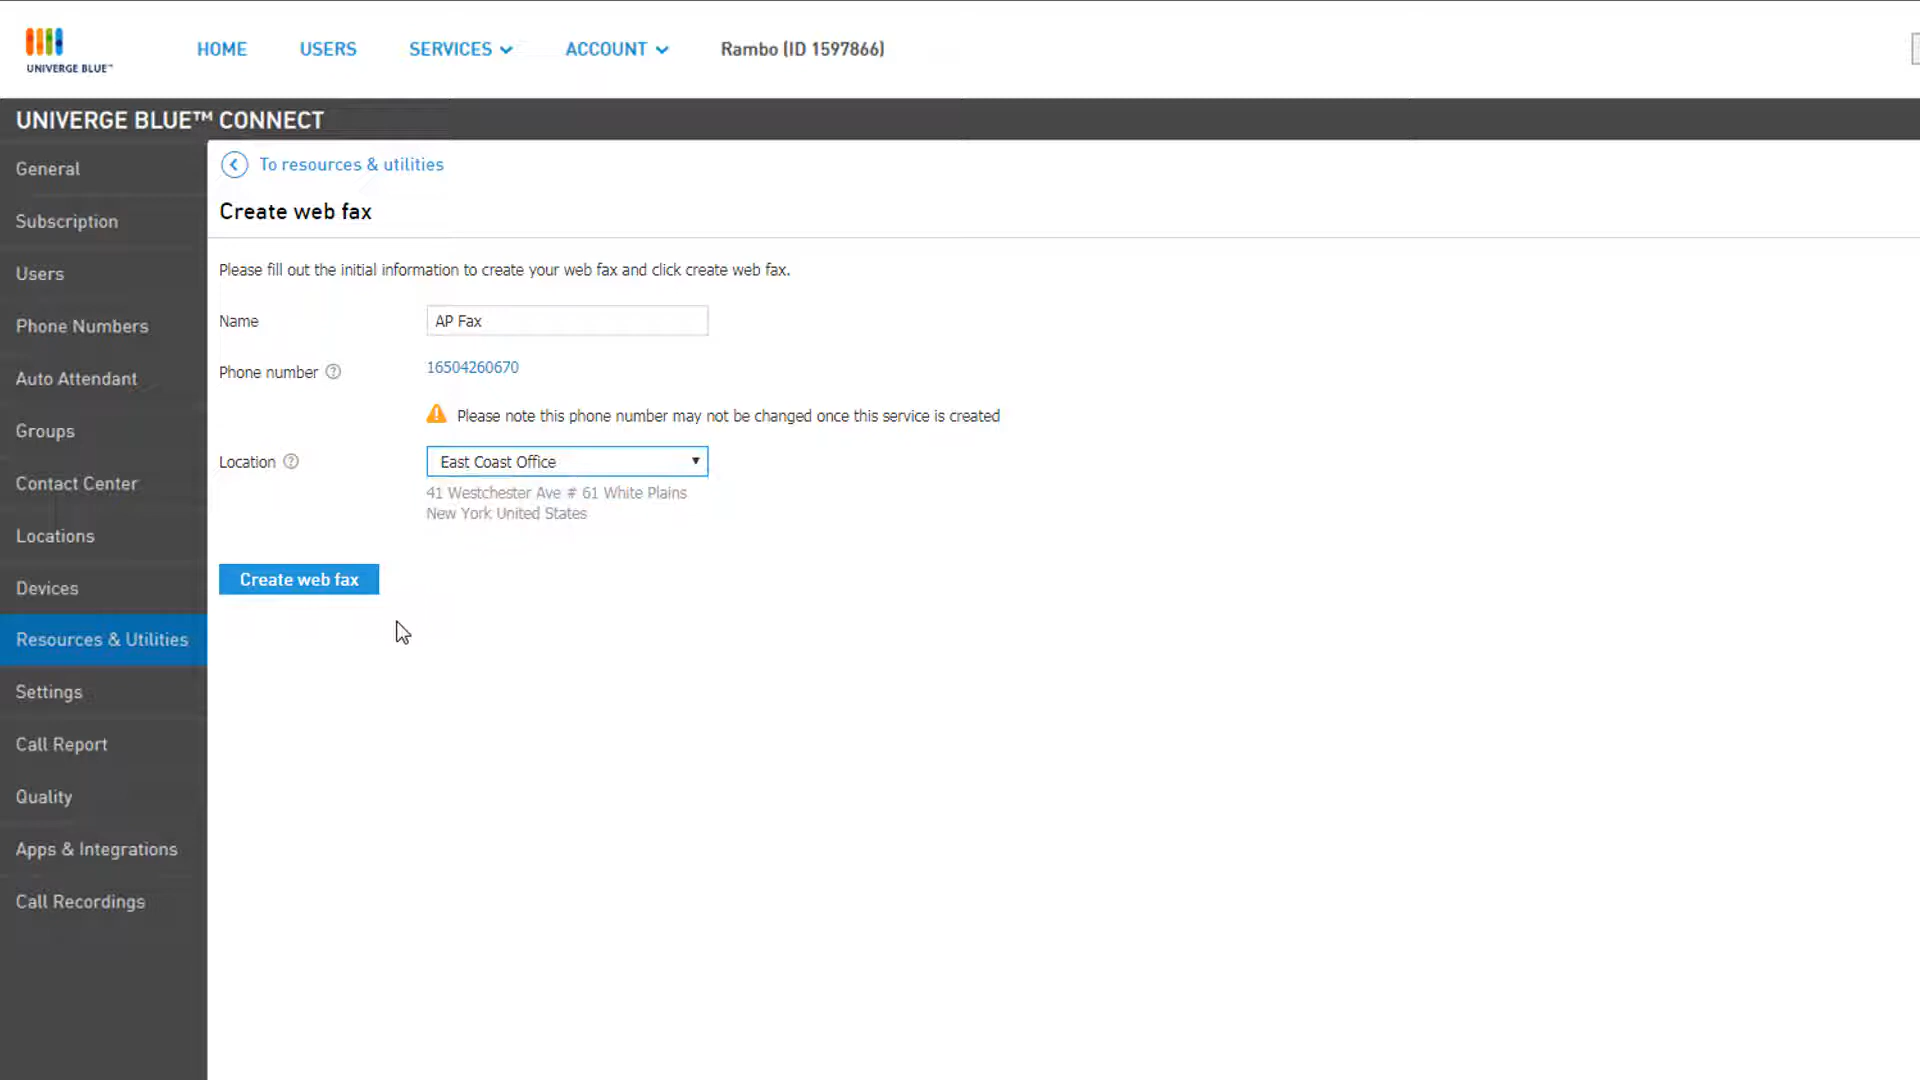 UNIVERGE BLUE™
HOME
USERS
SERVICES
ACCOUNT
Rambo (ID 1597866)
UNIVERGE BLUE™ CONNECT
General
Subscription
Users
Phone Numbers
Auto Attendant
Groups
Contact Center
Locations
Devices
Resources & Utilities
Settings
Call Report
Quality
Apps & Integrations
Call Recordings
To resources & utilities
Create web fax
Please fill out the initial information to create your web fax and click create web fax.
Name
AP Fax
Phone number ?
16504260670
Please note this phone number may not be changed once this service is created
Location ?
East Coast Office
41 Westchester Ave # 61 White Plains
New York United States
Create web fax